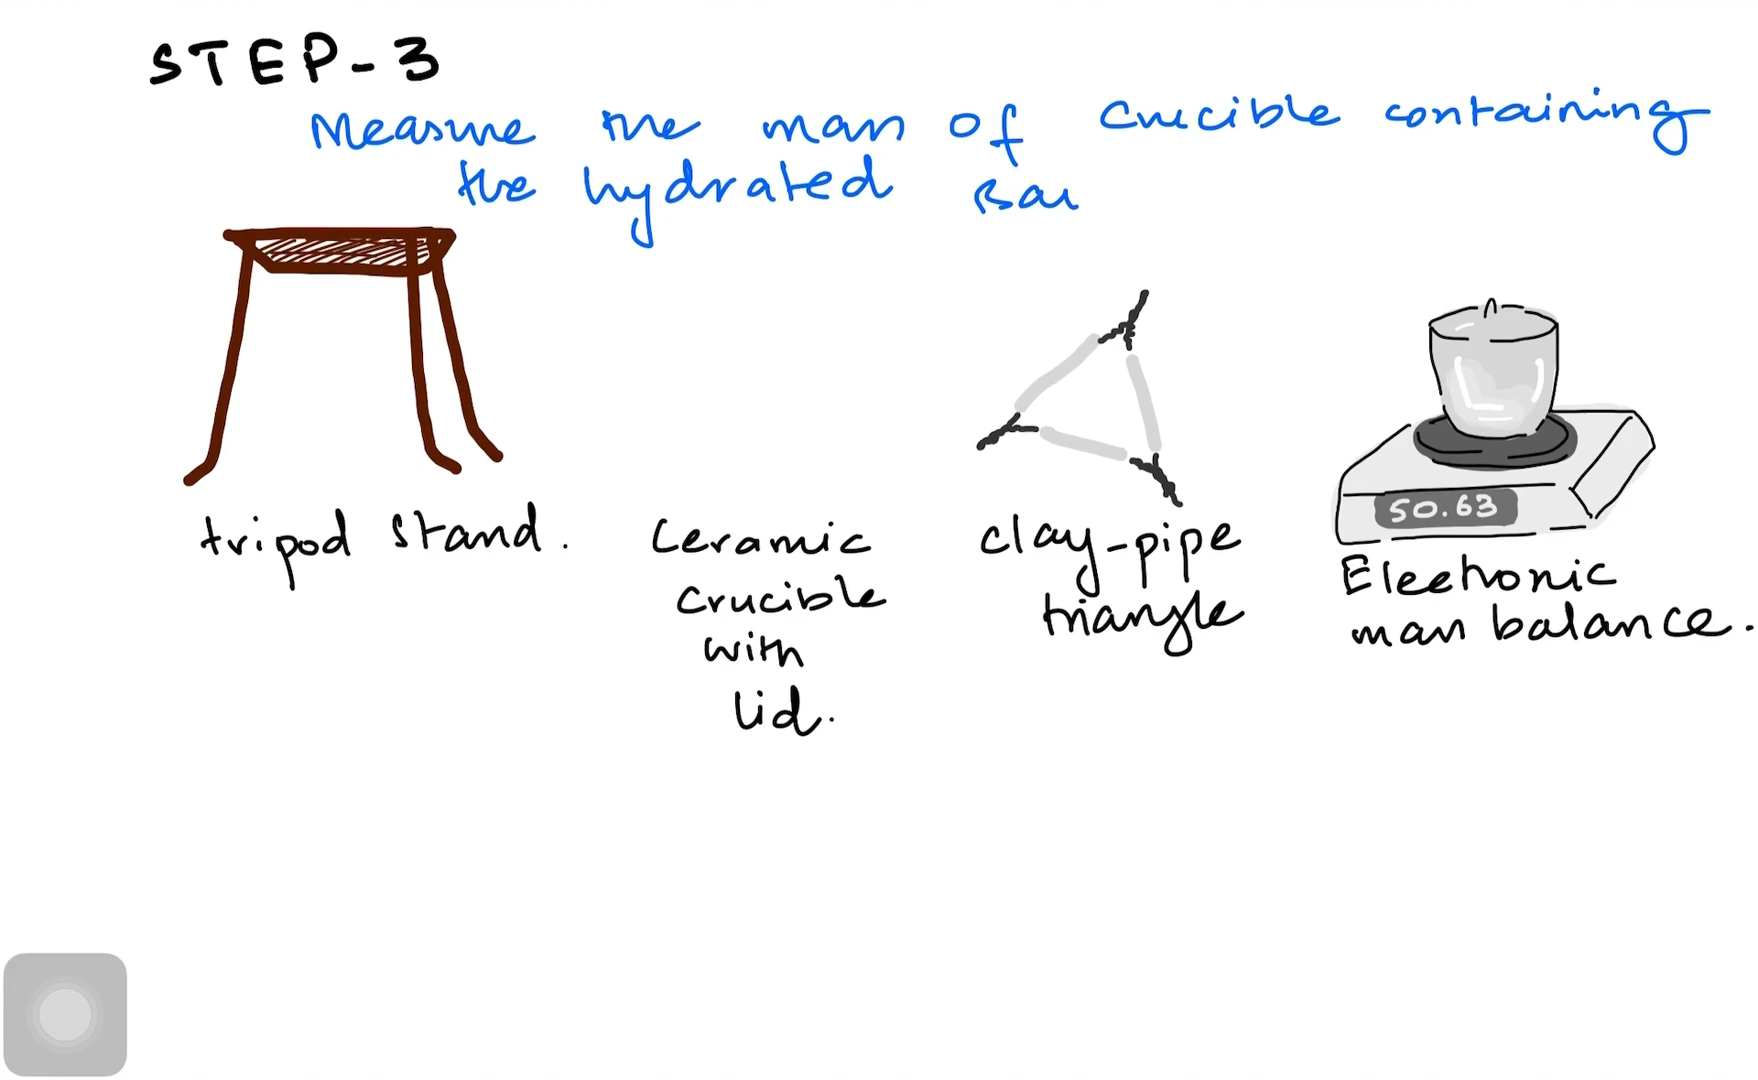 STEP-3
Measure the mass of crucible containing
the hydrated
tripod stand.
Ceramic
crucible
with
lid.
clay-pipe
triangle
50.63
Electronic
mass balance.